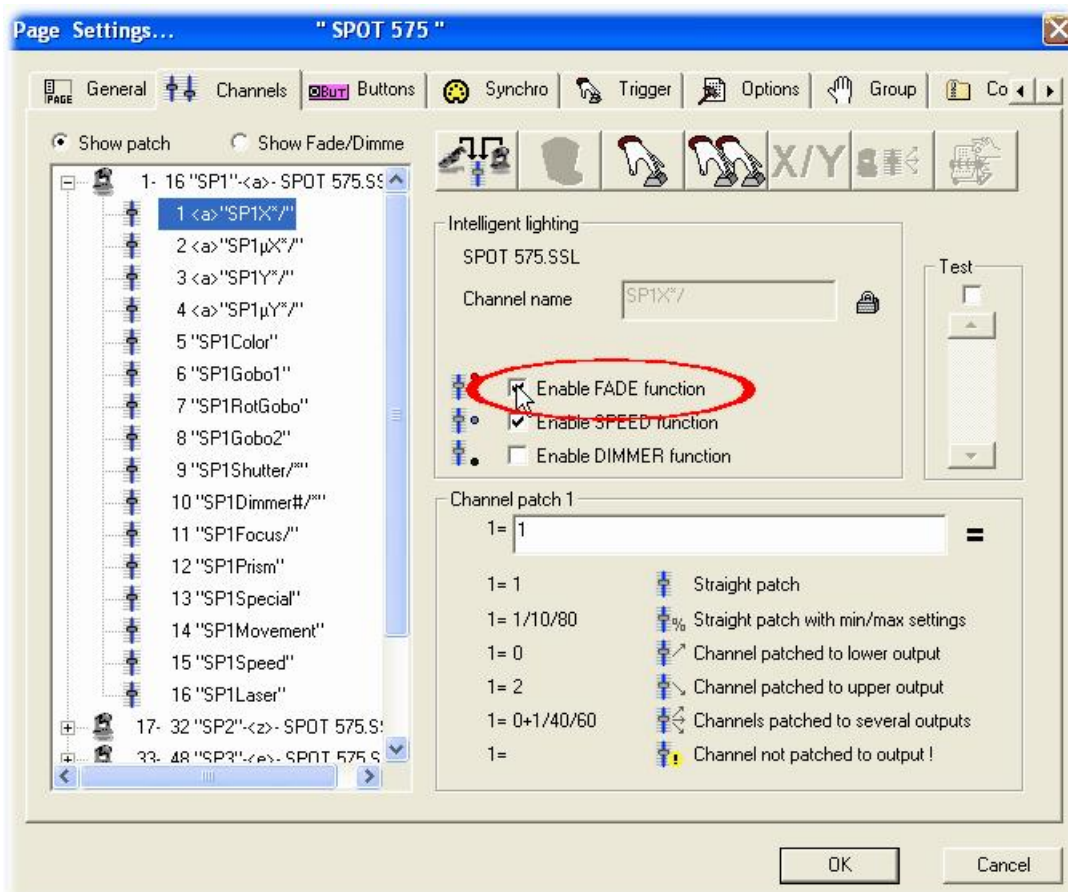 Page Settings... " SPOT 575 "
PAGE General Channels BUT Buttons Synchro Trigger Options Group Co
Show patch Show Fade/Dimme
1- 16 "SP1"-<a>- SPOT 575.SS
1 <a>"SP1X*/"
2 <a>"SP1µX*/"
3 <a>"SP1Y*/"
4 <a>"SP1µY*/"
5 "SP1Color"
6 "SP1Gobo1"
7 "SP1RotGobo"
8 "SP1Gobo2"
9 "SP1Shutter/*"
10 "SP1Dimmer#/*"
11 "SP1Focus/"
12 "SP1Prism"
13 "SP1Special"
14 "SP1Movement"
15 "SP1Speed"
16 "SP1Laser"
17- 32 "SP2"-<z>- SPOT 575.S
33- 48 "SP3"-<e>- SPOT 575.S
X/Y
Intelligent lighting
SPOT 575.SSL
Channel name SP1X*/
Enable FADE function
Enable SPEED function
Enable DIMMER function
Test
Channel patch 1
1= 1 =
1= 1 Straight patch
1= 1/10/80 % Straight patch with min/max settings
1= 0 Channel patched to lower output
1= 2 Channel patched to upper output
1= 0+1/40/60 Channels patched to several outputs
1= ! Channel not patched to output !
OK Cancel